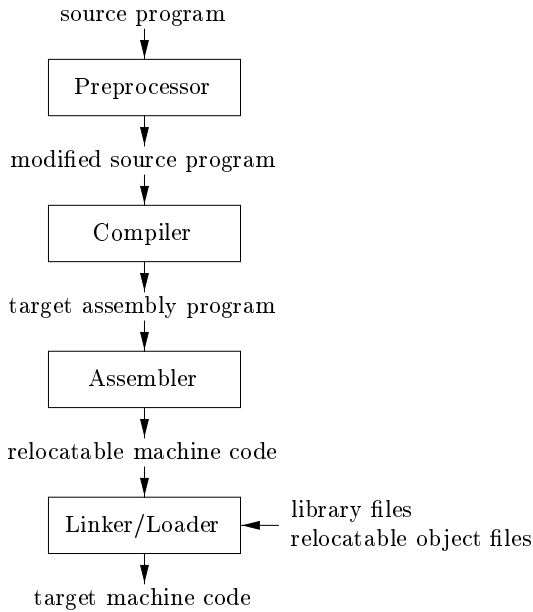 source program
Preprocessor
modified source program
Compiler
target assembly program
Assembler
relocatable machine code
Linker/Loader
library files
relocatable object files
target machine code